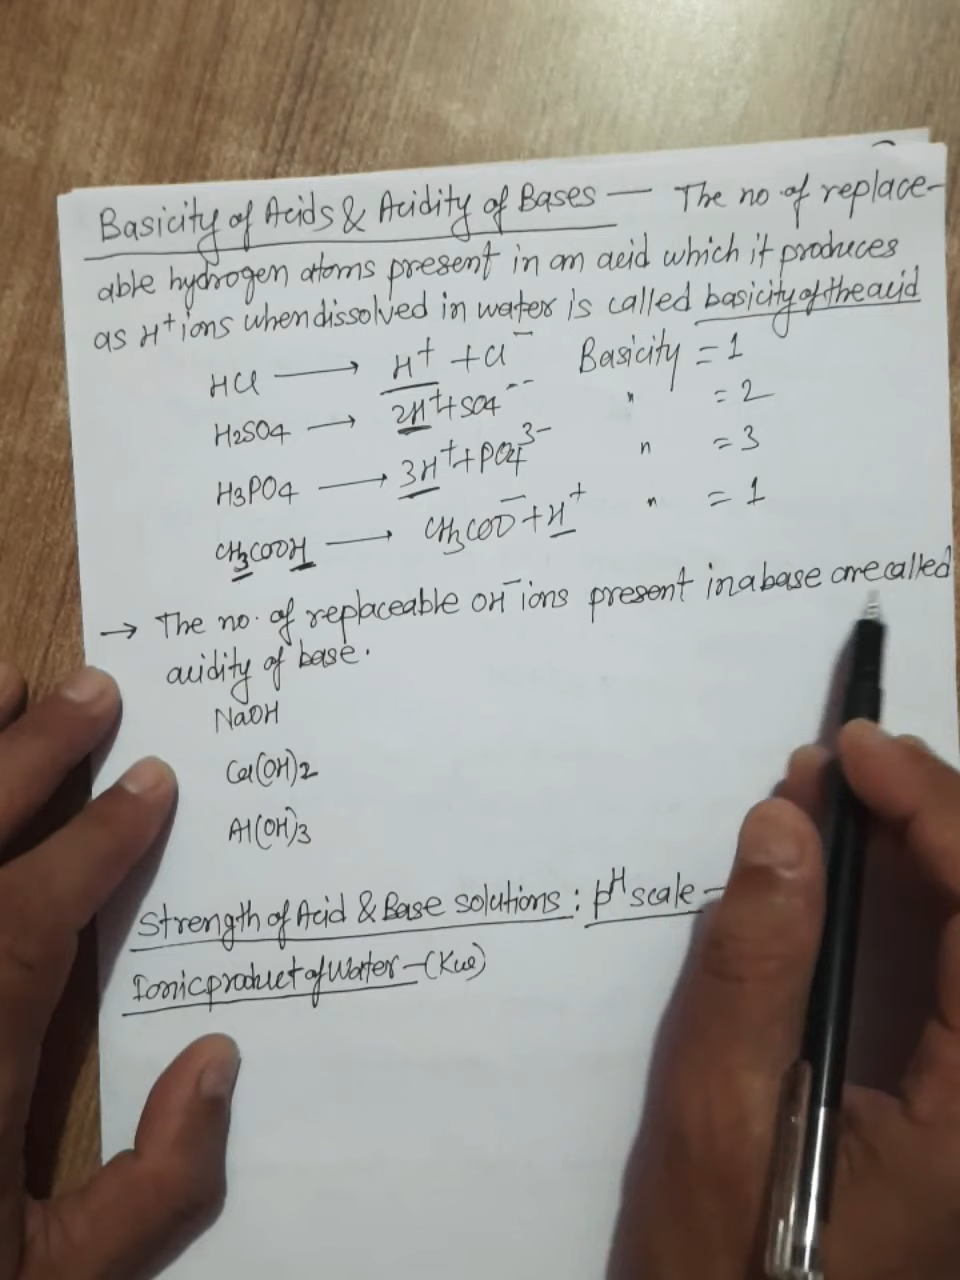 Basicity of Acids & Acidity of Bases — The no. of replace-
able hydrogen atoms present in an acid which it produces
as H⁺ ions when dissolved in water is called basicity of the acid
HCl ⟶ H⁺ + Cl⁻ Basicity = 1
H2SO4 ⟶ 2H⁺ + SO4⁻⁻ " = 2
H3PO4 ⟶ 3H⁺ + PO4³⁻ " = 3
CH3COOH ⟶ CH3COO⁻ + H⁺ " = 1
→ The no. of replaceable OH⁻ ions present in a base are called
acidity of base.
NaOH
Ca(OH)2
Al(OH)3
Strength of Acid & Base solutions : pH scale –
Ionic product of Water – (Kw)